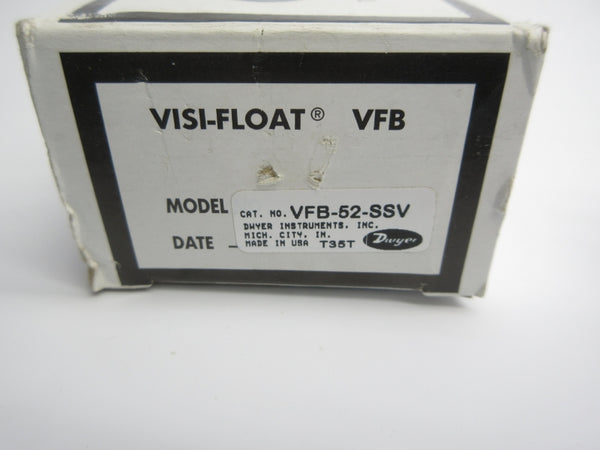 VISI-FLOAT® VFB
MODEL
CAT. NO. VFB-52-SSV
DWYER INSTRUMENTS, INC.
MICH. CITY, IN.
DATE
MADE IN USA T35T Dwyer